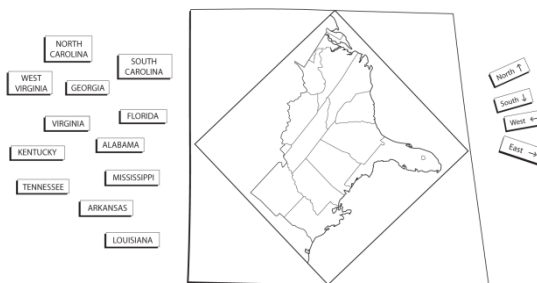 NORTH
CAROLINA
SOUTH
CAROLINA
WEST
VIRGINIA
GEORGIA
VIRGINIA
FLORIDA
KENTUCKY
ALABAMA
TENNESSEE
MISSISSIPPI
ARKANSAS
LOUISIANA
North ↑
South ↓
West ←
East →